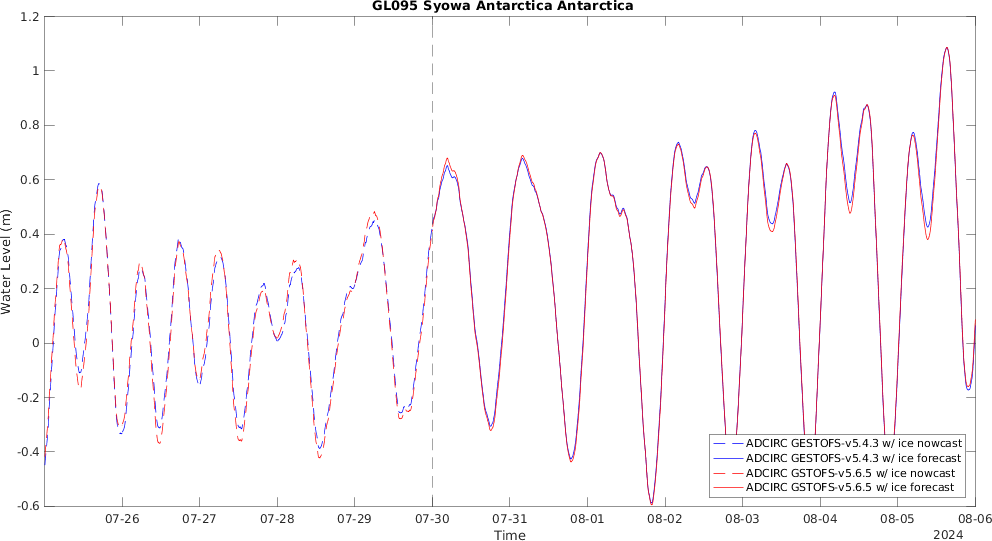 GL095 Syowa Antarctica Antarctica
1.2
1
0.8
0.6
0.4
0.2
0
-0.2
-0.4
-0.6
Water Level (m)
ADCIRC GESTOFS-v5.4.3 w/ ice nowcast
ADCIRC GESTOFS-v5.4.3 w/ ice forecast
ADCIRC GSTOFS-v5.6.5 w/ ice nowcast
ADCIRC GSTOFS-v5.6.5 w/ ice forecast
07-26 07-27 07-28 07-29 07-30 07-31 08-01 08-02 08-03 08-04 08-05 08-06
Time
2024